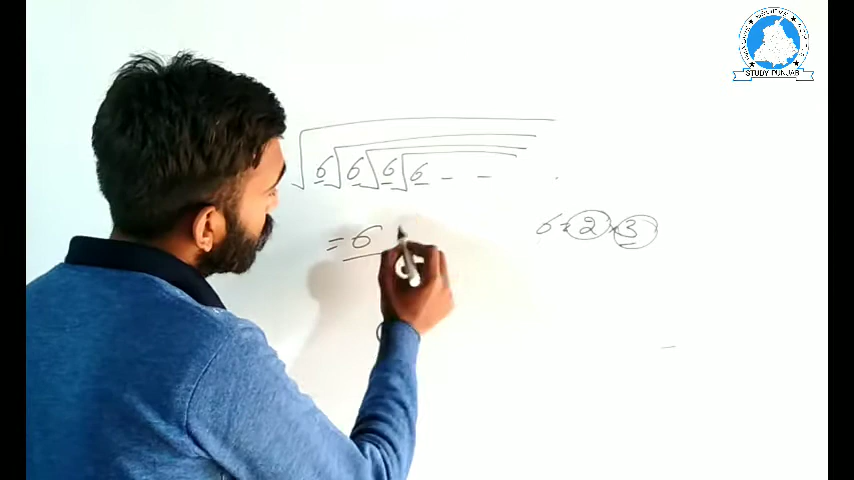 √6√6√6√6 - -
= 6
6 = 2 × 3
STUDY PUNJAB